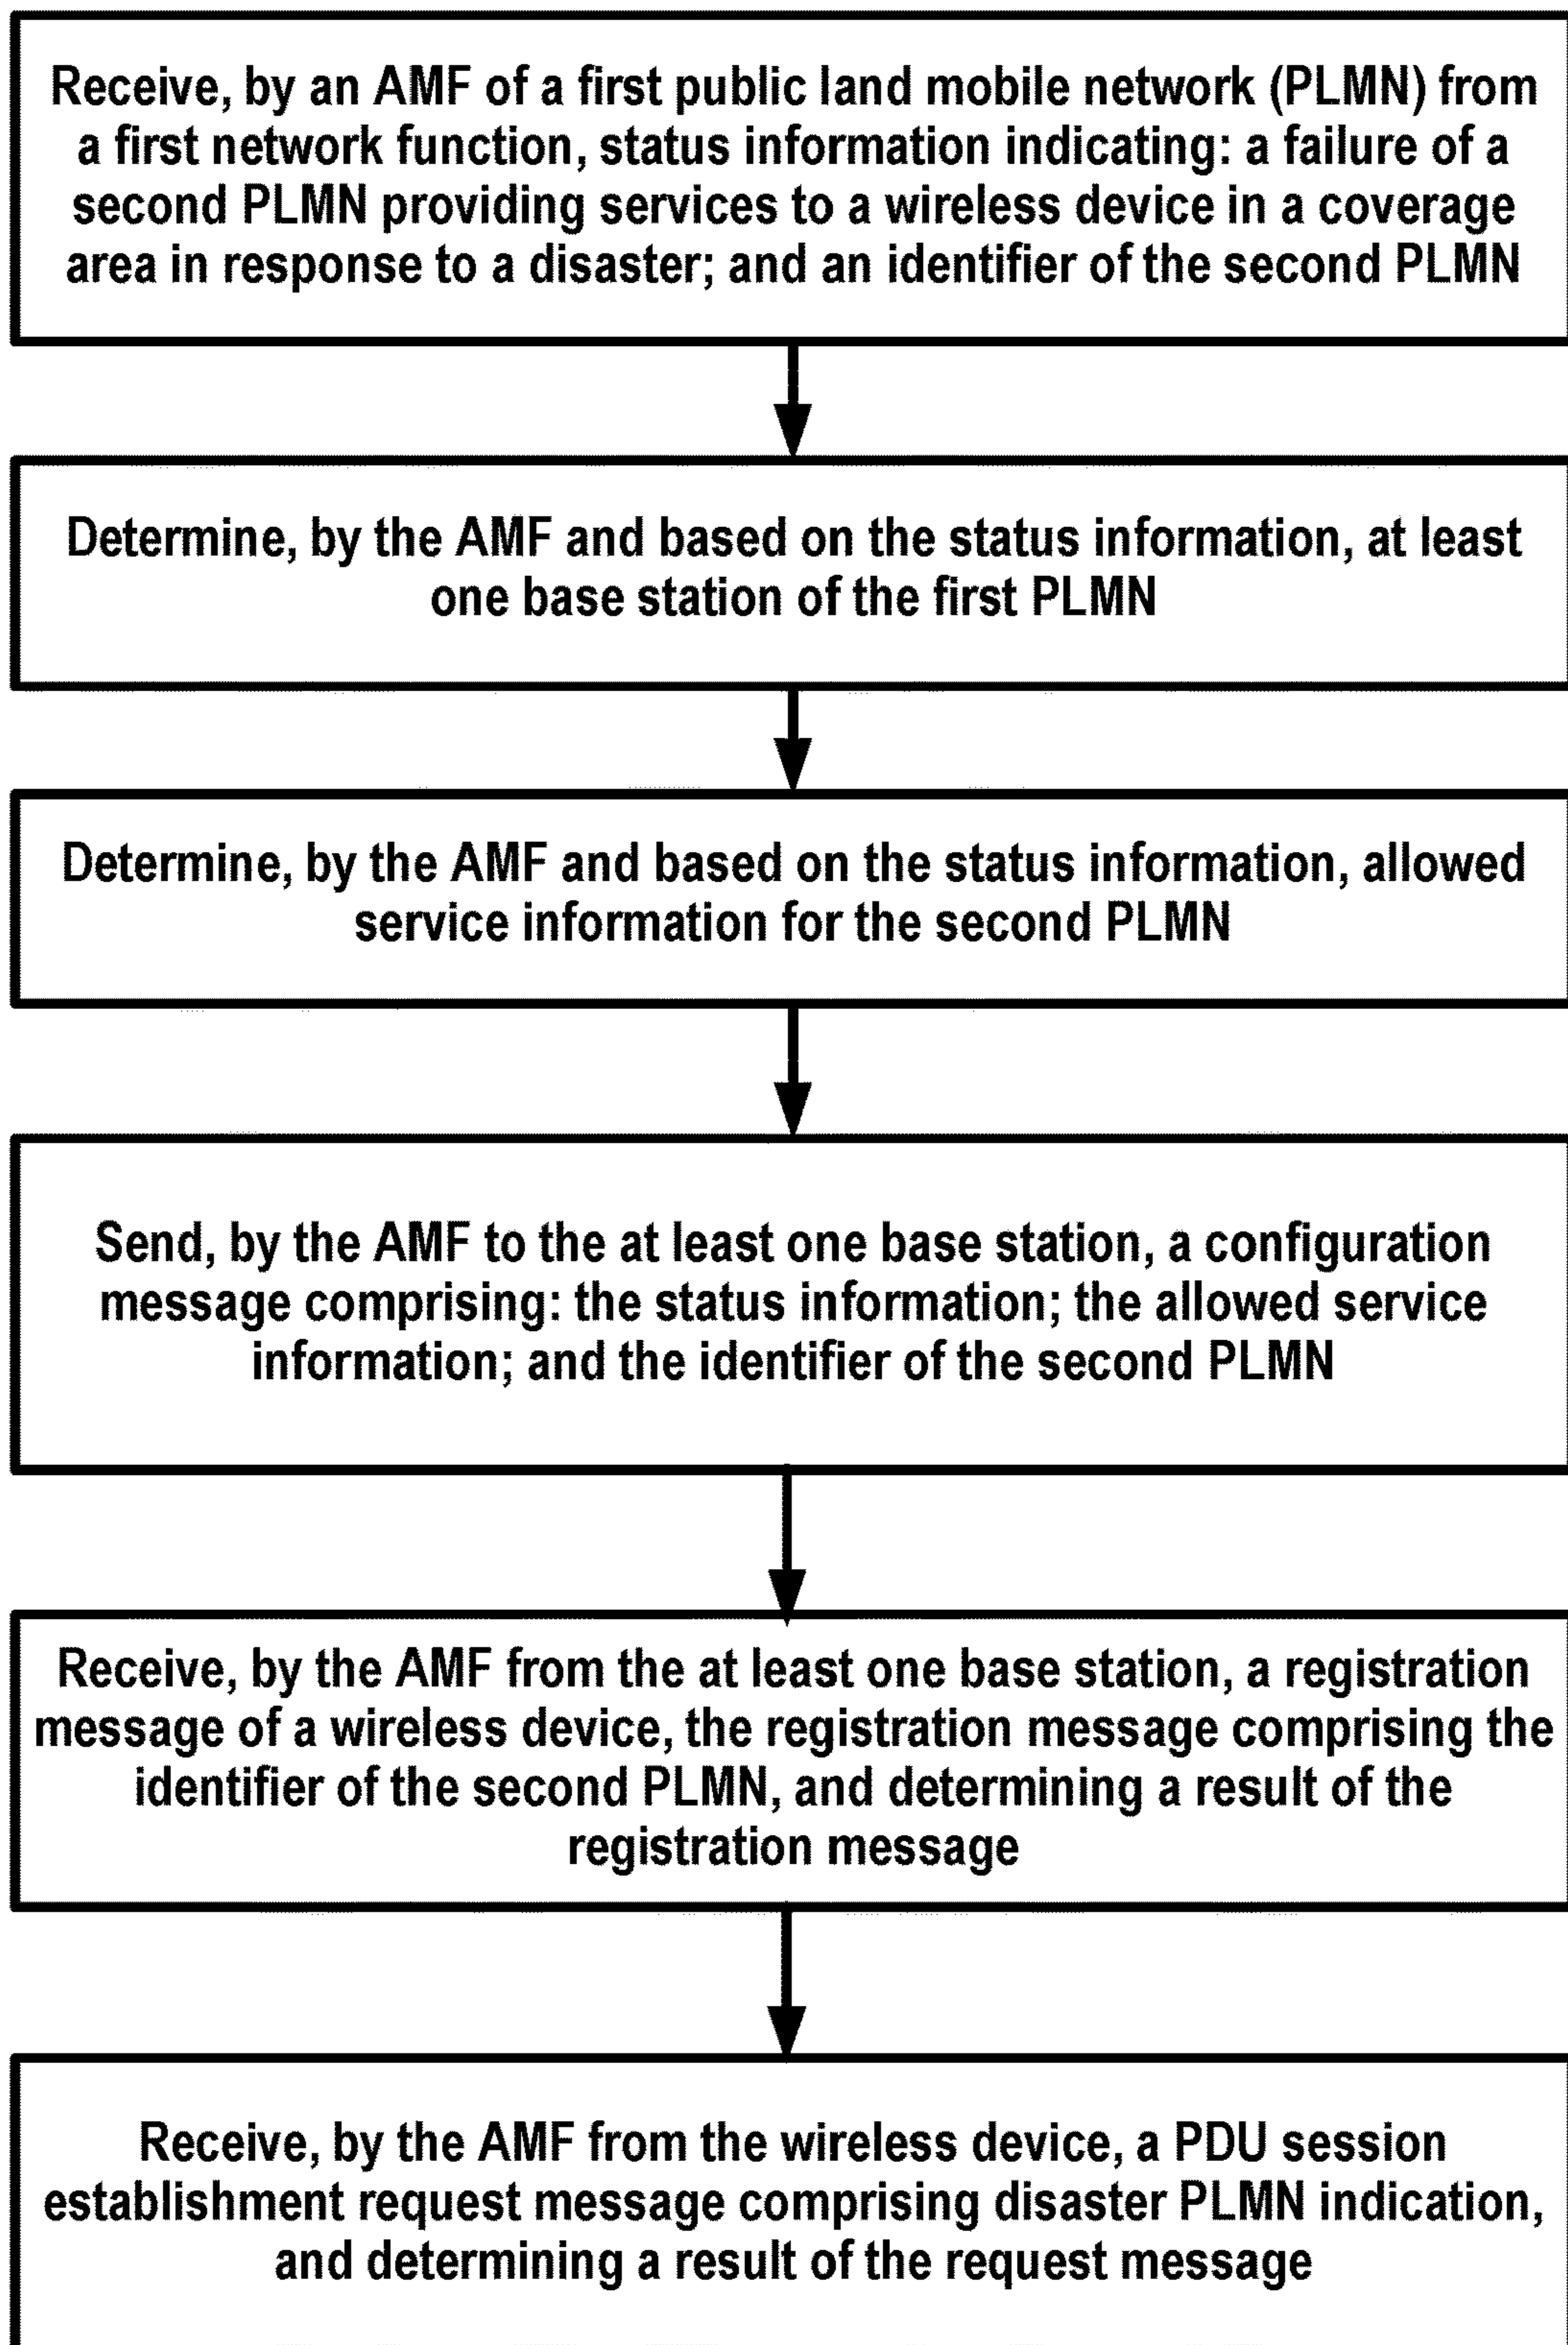 Receive, by an AMF of a first public land mobile network (PLMN) from
a first network function, status information indicating: a failure of a
second PLMN providing services to a wireless device in a coverage
area in response to a disaster; and an identifier of the second PLMN
Determine, by the AMF and based on the status information, at least
one base station of the first PLMN
Determine, by the AMF and based on the status information, allowed
service information for the second PLMN
Send, by the AMF to the at least one base station, a configuration
message comprising: the status information; the allowed service
information; and the identifier of the second PLMN
Receive, by the AMF from the at least one base station, a registration
message of a wireless device, the registration message comprising the
identifier of the second PLMN, and determining a result of the
registration message
Receive, by the AMF from the wireless device, a PDU session
establishment request message comprising disaster PLMN indication,
and determining a result of the request message